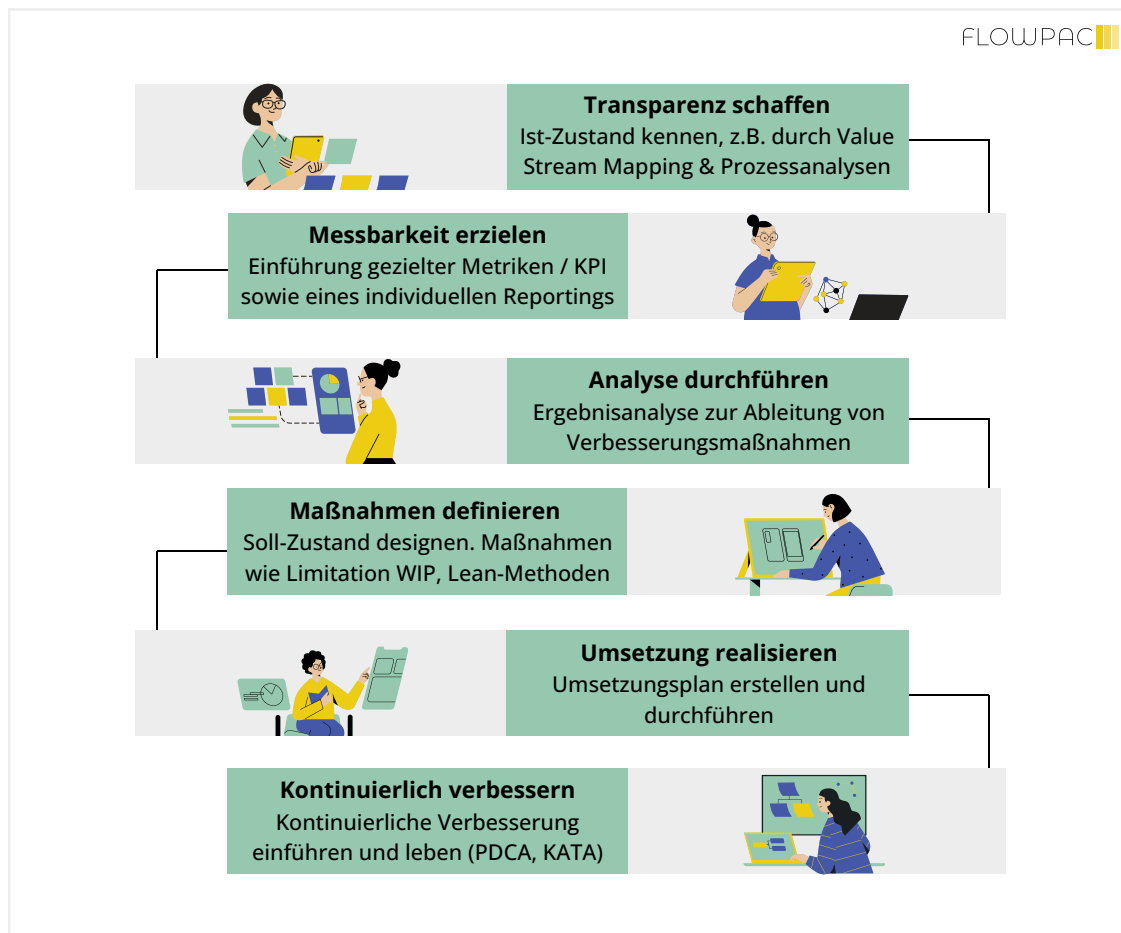 FLOWPAC
Transparenz schaffen
Ist-Zustand kennen, z.B. durch Value
Stream Mapping & Prozessanalysen
Messbarkeit erzielen
Einführung gezielter Metriken / KPI
sowie eines individuellen Reportings
Analyse durchführen
Ergebnisanalyse zur Ableitung von
Verbesserungsmaßnahmen
Maßnahmen definieren
Soll-Zustand designen. Maßnahmen
wie Limitation WIP, Lean-Methoden
Umsetzung realisieren
Umsetzungsplan erstellen und
durchführen
Kontinuierlich verbessern
Kontinuierliche Verbesserung
einführen und leben (PDCA, KATA)